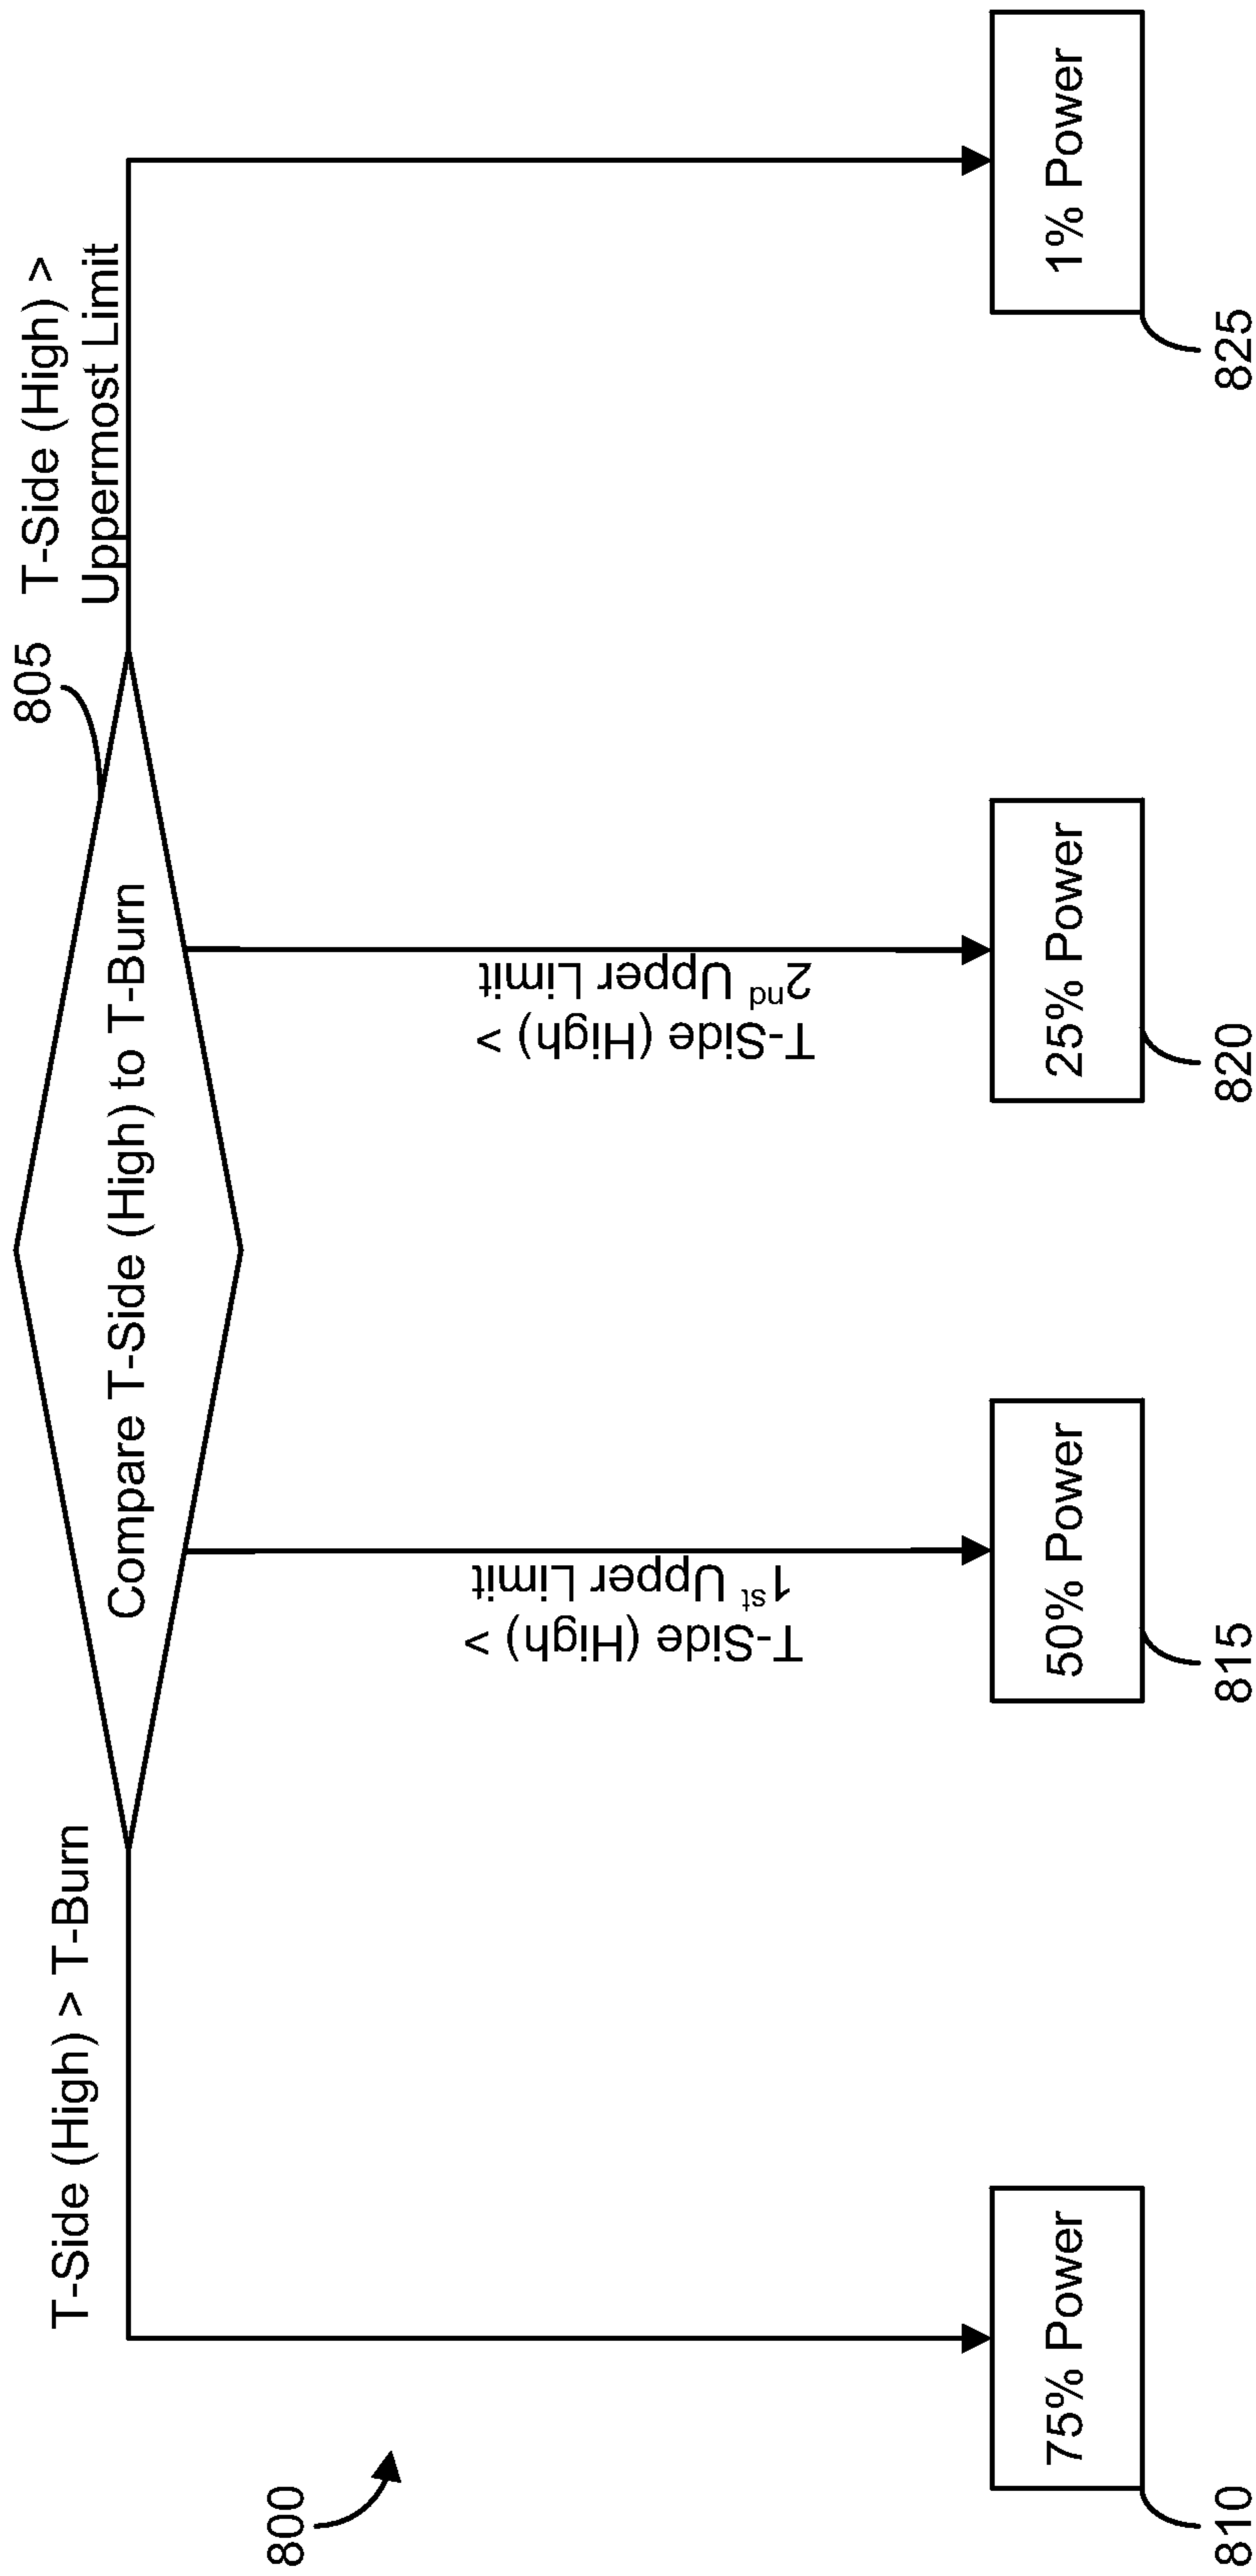 800
T-Side (High) > T-Burn
Compare T-Side (High) to T-Burn
805
T-Side (High) >
Uppermost Limit
T-Side (High) >
1st Upper Limit
T-Side (High) >
2nd Upper Limit
75% Power
50% Power
25% Power
1% Power
810
815
820
825